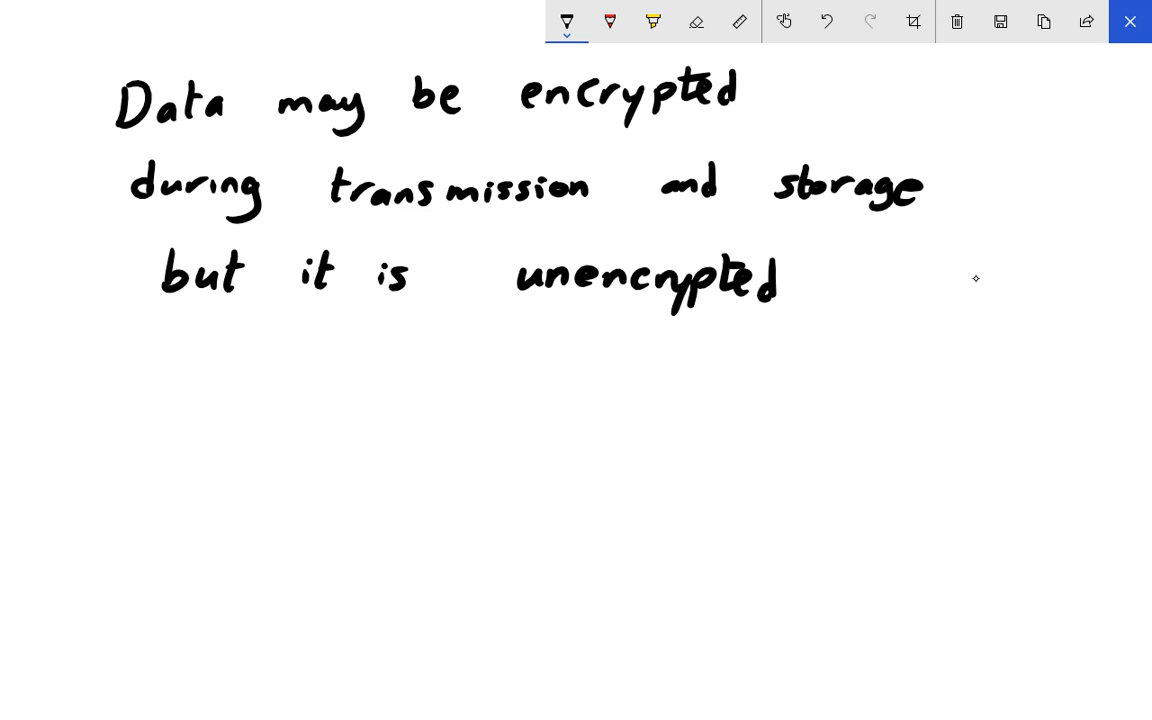 Data may be encrypted
during transmission and storage
but it is unencrypted